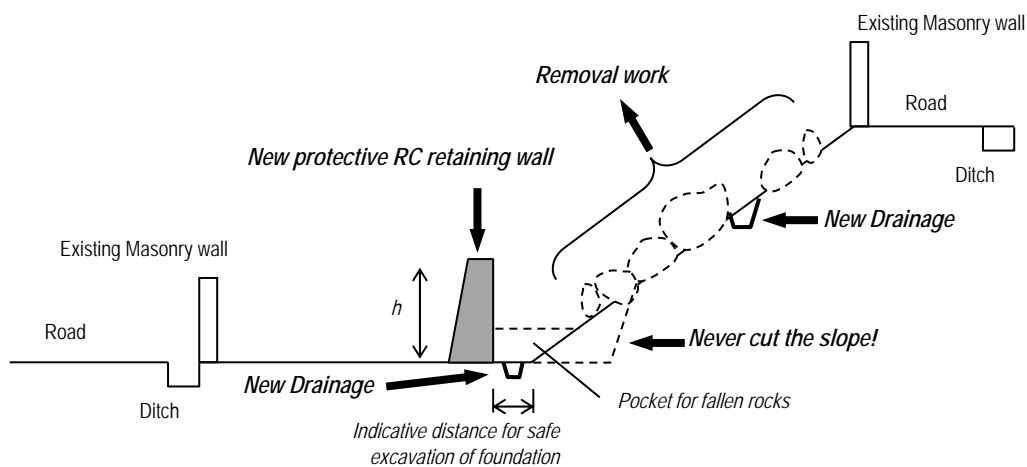 Existing Masonry wall
Removal work
Road
New protective RC retaining wall
Ditch
New Drainage
Existing Masonry wall
h
Road
Never cut the slope!
New Drainage
Pocket for fallen rocks
Ditch
Indicative distance for safe
excavation of foundation